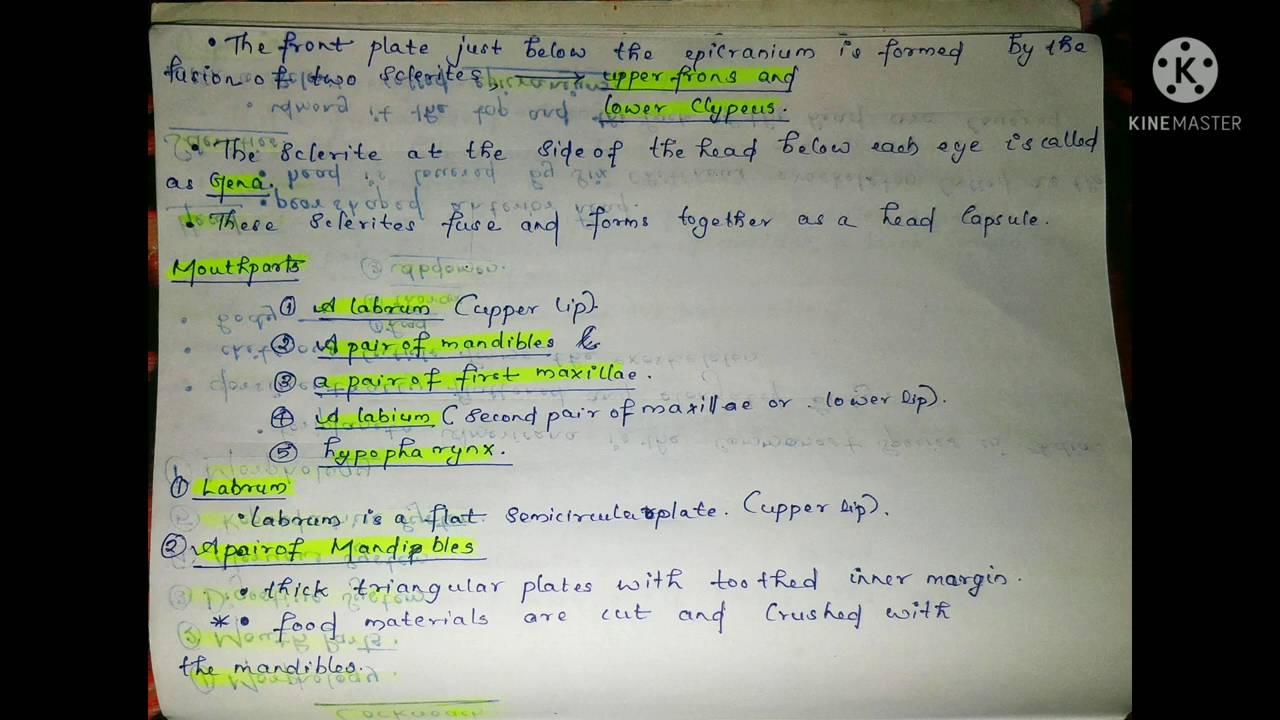 • The front plate just below the epicranium is formed by the
fusion of two sclerites upper frons and
lower Clypeus.
• The sclerite at the side of the head below each eye is called
as Gena.
• These sclerites fuse and forms together as a head Capsule.
Mouthparts
① A labrum (upper lip).
② A pair of mandibles
③ a pair of first maxillae.
④ A labium (second pair of maxillae or lower lip).
⑤ hypopharynx.
① Labrum
• labrum is a flat semicircular plate. (upper lip).
② A pair of Mandibles
• thick triangular plates with toothed inner margin.
* • food materials are cut and Crushed with
the mandibles.
KINEMASTER